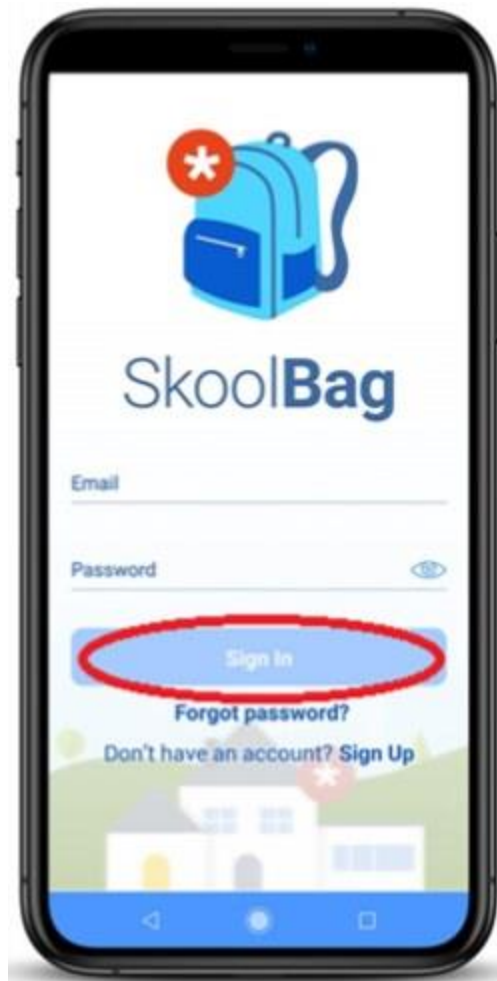 SkoolBag
Email
Password
Sign In
Forgot password?
Don't have an account? Sign Up